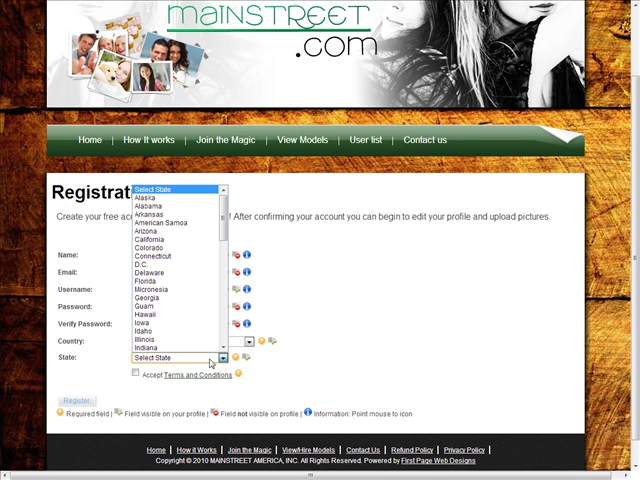 MAINSTREET
.com
Home | How It works | Join the Magic | View Models | User list | Contact us
Registrat
Create your free acc
! After confirming your account you can begin to edit your profile and upload pictures.
Select State
Alaska
Alabama
Arkansas
American Samoa
Arizona
California
Colorado
Connecticut
D.C.
Delaware
Florida
Micronesia
Georgia
Guam
Hawaii
Iowa
Idaho
Illinois
Indiana
Name:
Email:
Username:
Password:
Verify Password:
Country:
State: Select State
Accept Terms and Conditions
Register
Required field | Field visible on your profile | Field not visible on profile | Information: Point mouse to icon
Home | How it Works | Join the Magic | View/Hire Models | Contact Us | Refund Policy | Privacy Policy |
Copyright © 2010 MAINSTREET AMERICA, INC. All Rights Reserved. Powered by First Page Web Designs